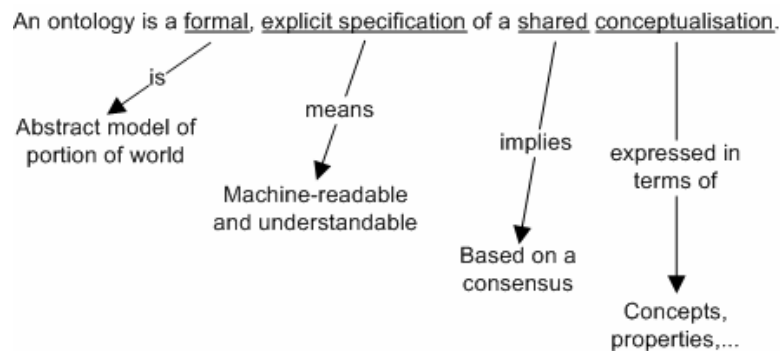 An ontology is a formal, explicit specification of a shared conceptualisation.
is
Abstract model of
portion of world
means
Machine-readable
and understandable
implies
Based on a
consensus
expressed in
terms of
Concepts,
properties,...